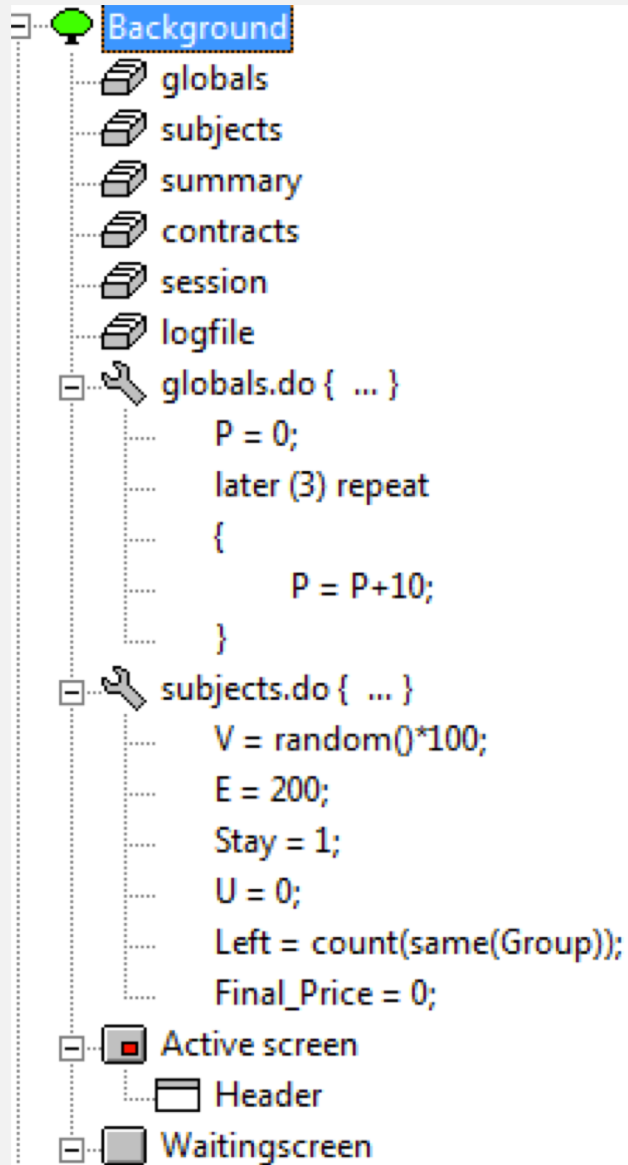 Background
globals
subjects
summary
contracts
session
logfile
globals.do { ... }
P = 0;
later (3) repeat
{
P = P+10;
}
subjects.do { ... }
V = random()*100;
E = 200;
Stay = 1;
U = 0;
Left = count(same(Group));
Final_Price = 0;
Active screen
Header
Waitingscreen